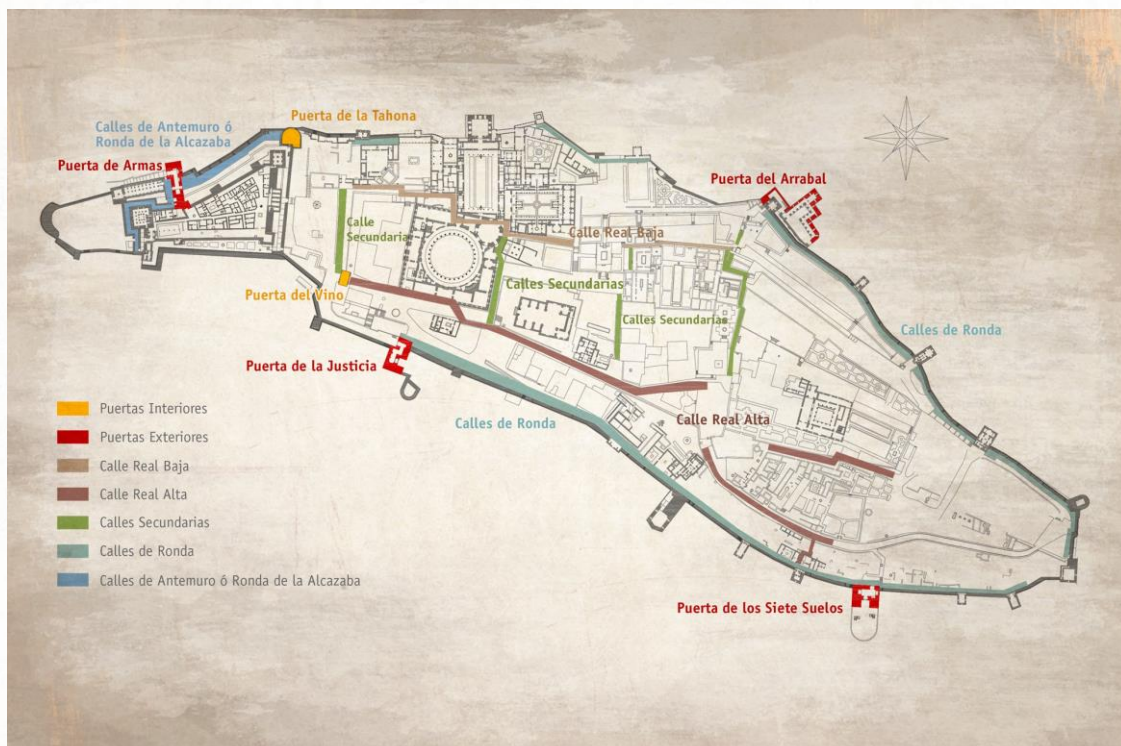 Puerta de la Tahona
Calles de Antemuro ó
Ronda de la Alcazaba
Puerta de Armas
Puerta del Arrabal
Calle
Secundaria
Calle Real Baja
Calles Secundarias
Puerta del Vino
Calles Secundarias
Calles de Ronda
Puerta de la Justicia
Calles de Ronda
Calle Real Alta
Puertas Interiores
Puertas Exteriores
Calle Real Baja
Calle Real Alta
Calles Secundarias
Calles de Ronda
Calles de Antemuro ó Ronda de la Alcazaba
Puerta de los Siete Suelos